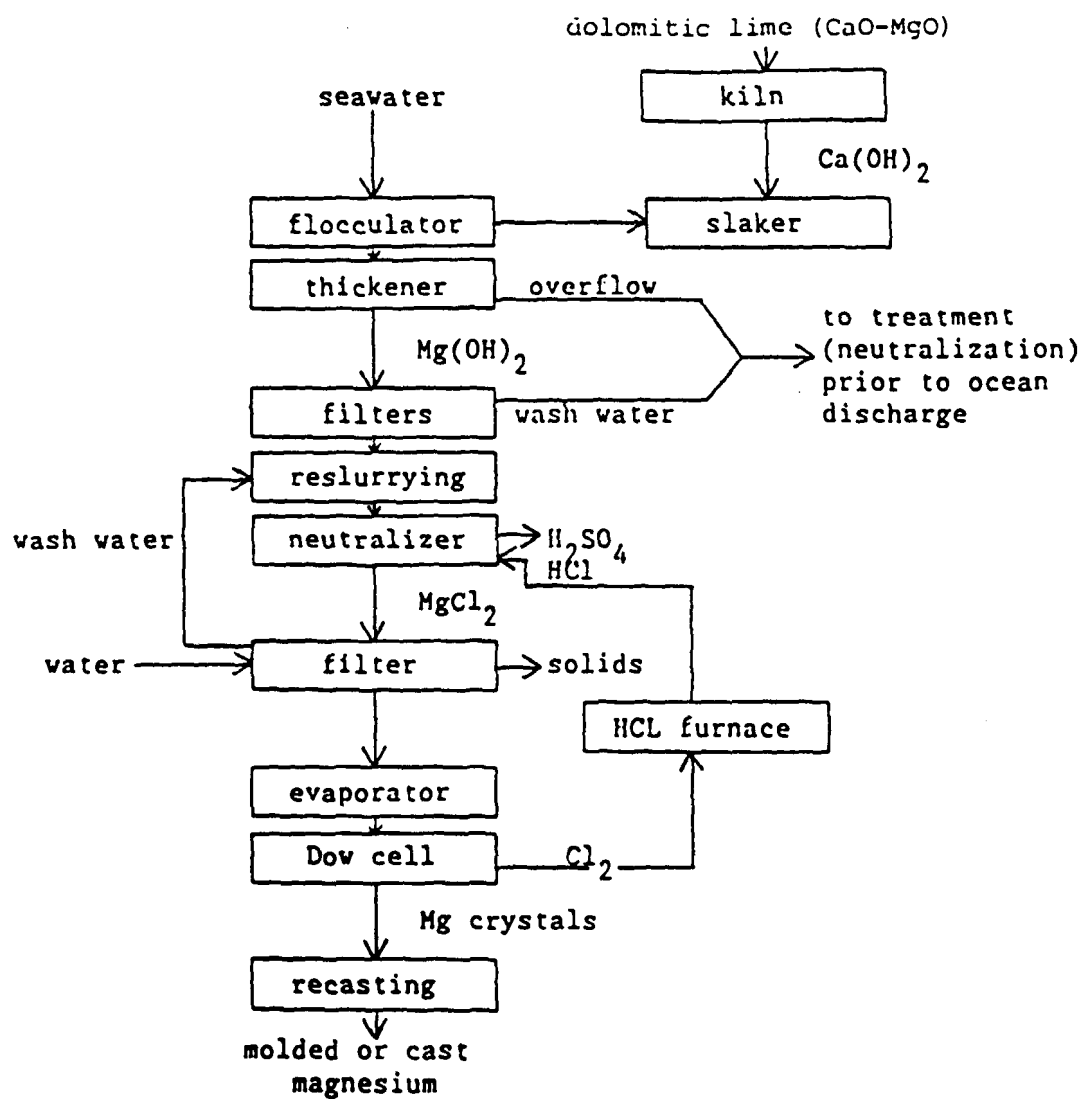 dolomitic lime (CaO-MgO)
kiln
seawater
Ca(OH)2
flocculator
slaker
thickener
overflow
to treatment
(neutralization)
prior to ocean
discharge
Mg(OH)2
filters
wash water
reslurrying
wash water
neutralizer
H2SO4
HCl
MgCl2
water
filter
solids
HCL furnace
evaporator
Dow cell
Cl2
Mg crystals
recasting
molded or cast
magnesium